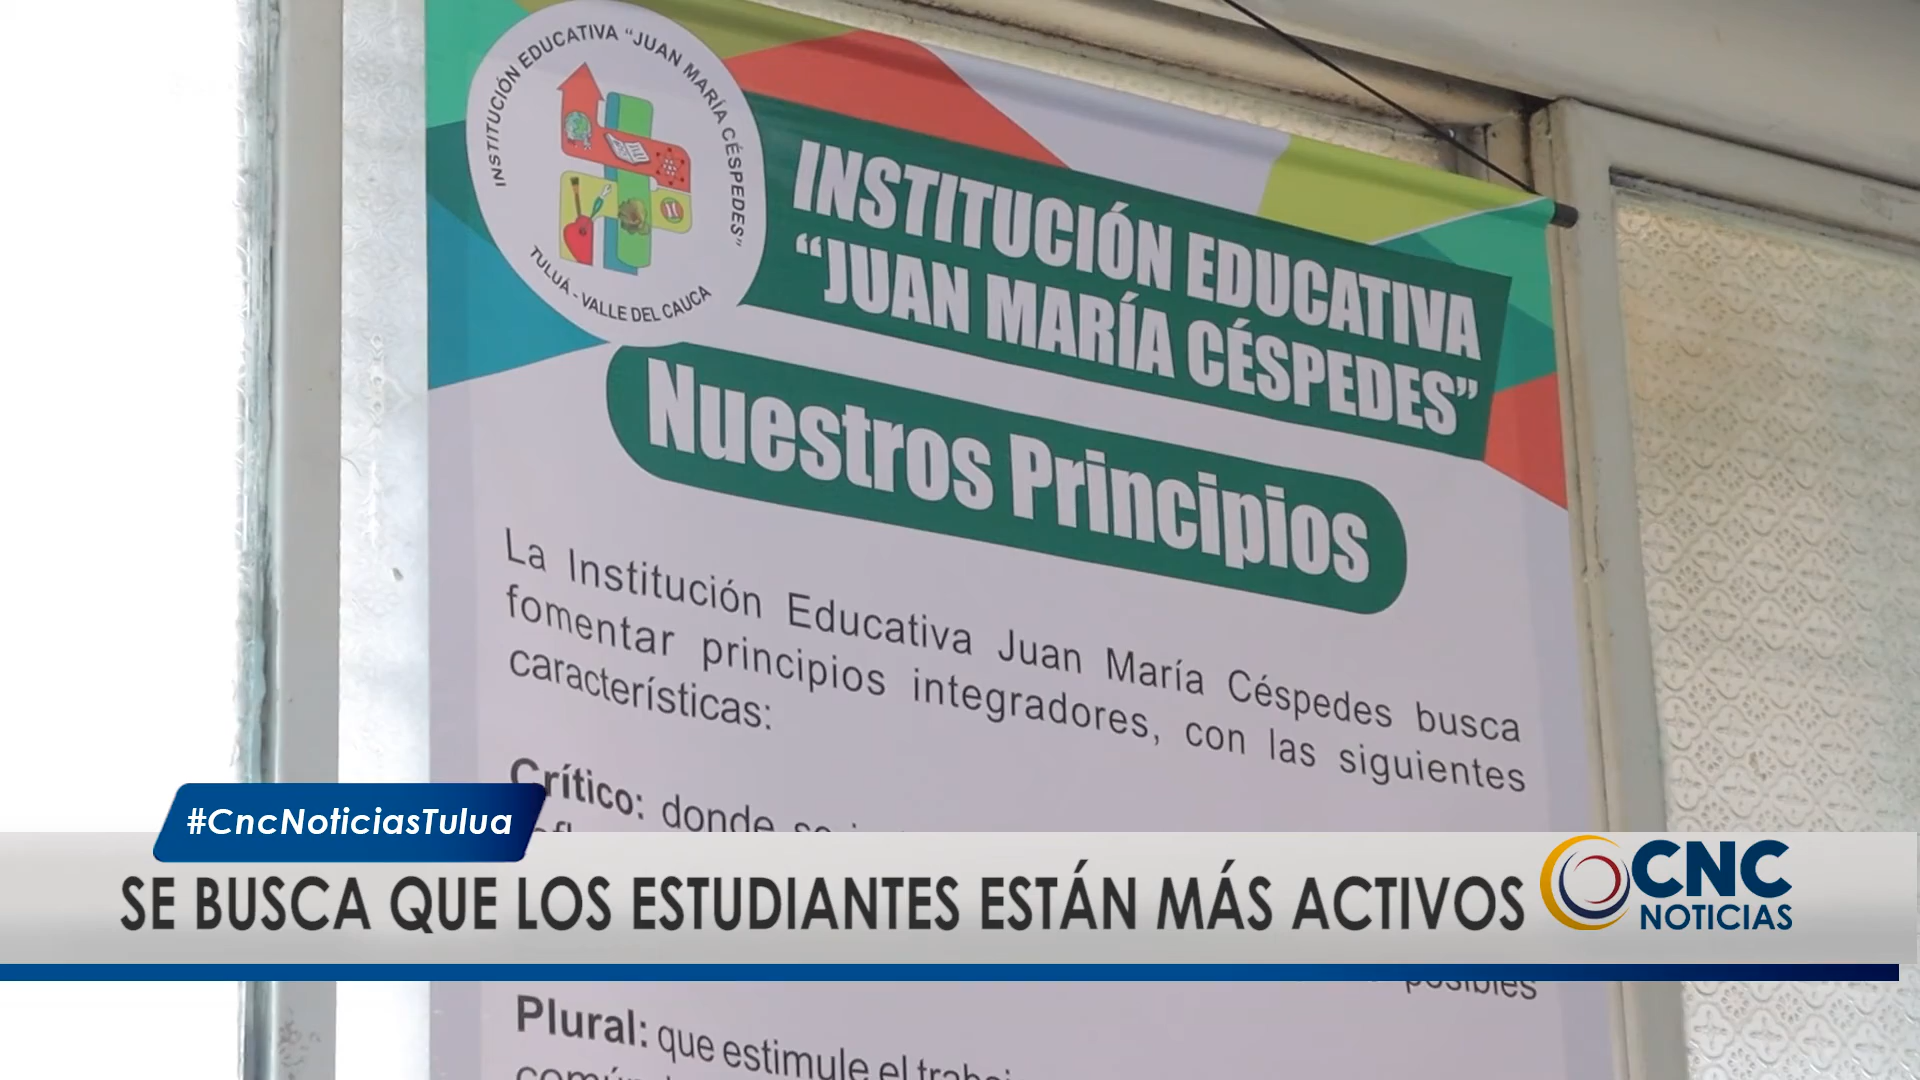 INSTITUCIÓN EDUCATIVA “JUAN MARÍA CÉSPEDES”
TULUÁ - VALLE DEL CAUCA
INSTITUCIÓN EDUCATIVA
“JUAN MARÍA CÉSPEDES”
Nuestros Principios
La Institución Educativa Juan María Céspedes busca
fomentar principios integradores, con las siguientes
características:
Crítico: donde
#CncNoticiasTulua
SE BUSCA QUE LOS ESTUDIANTES ESTÁN MÁS ACTIVOS
CNC
NOTICIAS
posibles
Plural: que estimule el